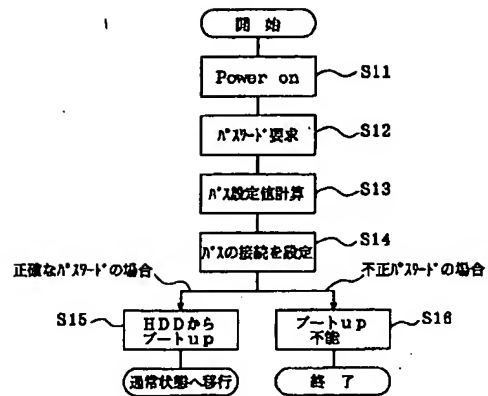 開 始
Power on
S11
パスワード要求
S12
パス設定値計算
S13
パスの接続を設定
S14
正確なパスワードの場合
不正パスワードの場合
S15
HDDから
ブートup
ブートup
不能
S16
通常状態へ移行
終 了